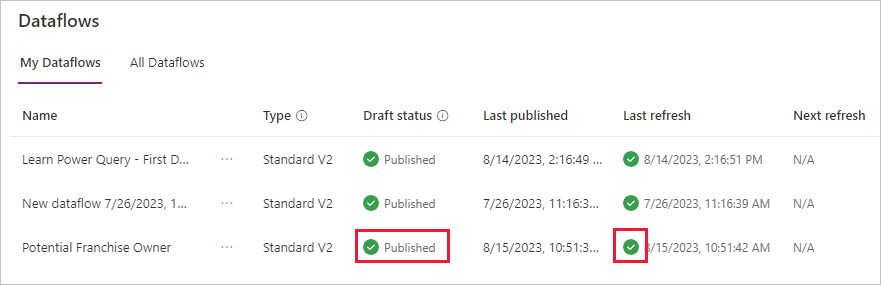 Dataflows
My Dataflows All Dataflows
Name Type Draft status Last published Last refresh Next refresh
Learn Power Query - First D... ... Standard V2 Published 8/14/2023, 2:16:49 ... 8/14/2023, 2:16:51 PM N/A
New dataflow 7/26/2023, 1... ... Standard V2 Published 7/26/2023, 11:16:3... 7/26/2023, 11:16:39 AM N/A
Potential Franchise Owner ... Standard V2 Published 8/15/2023, 10:51:3... 8/15/2023, 10:51:42 AM N/A